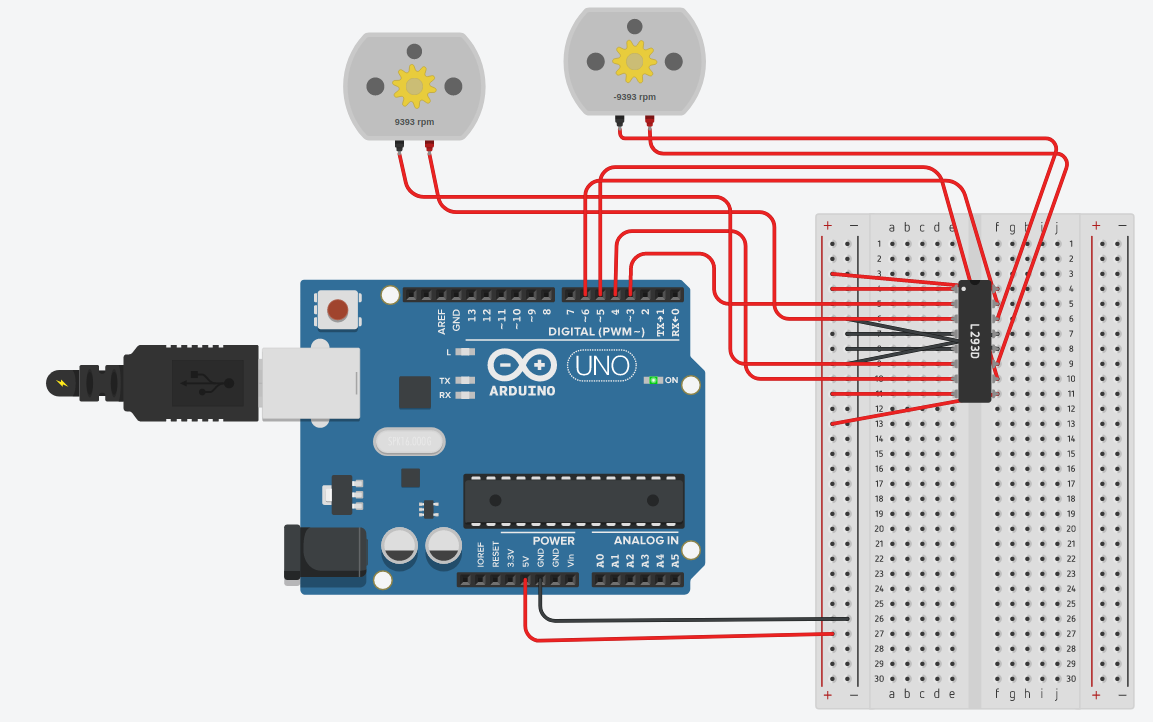 9393 rpm
-9393 rpm
AREF
GND
13
12
~11
~10
~9
8
7
~6
~5
4
~3
2
TX→1
RX←0
DIGITAL (PWM~)
L
TX
RX
ARDUINO
UNO
ON
POWER
ANALOG IN
IOREF
RESET
3.3V
5V
GND
GND
Vin
A0
A1
A2
A3
A4
A5
+ − a b c d e f g h i j + −
1 1
2 2
3 3
4 4
5 5
6 6
7 7
8 8
9 9
10 10
11 11
12 12
13 13
14 14
15 15
16 16
17 17
18 18
19 19
20 20
21 21
22 22
23 23
24 24
25 25
26 26
27 27
28 28
29 29
30 30
+ − a b c d e f g h i j + −
L293D